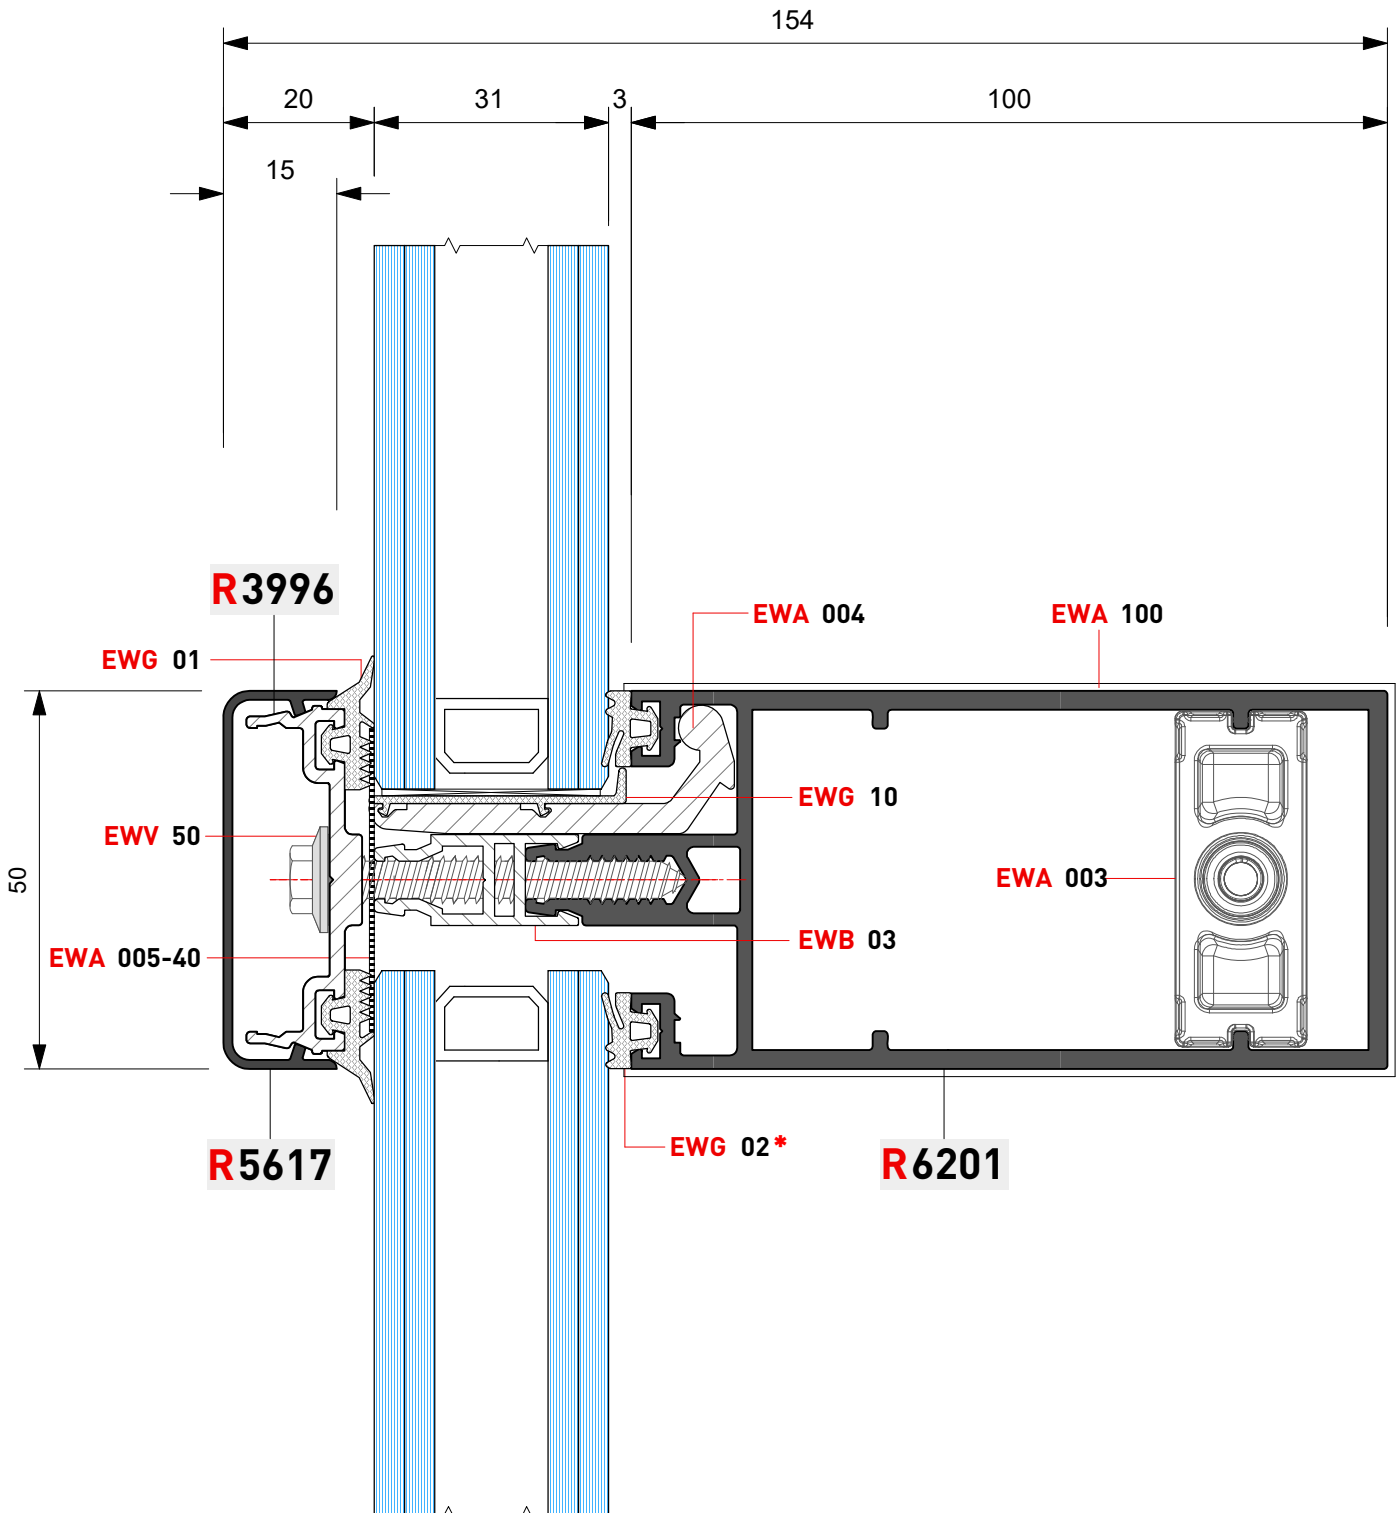 154
20 31 3 100
15
R3996
EWA 004 EWA 100
EWG 01
EWG 10
EWV 50
50
EWA 003
EWB 03
EWA 005-40
EWG 02*
R5617 R6201